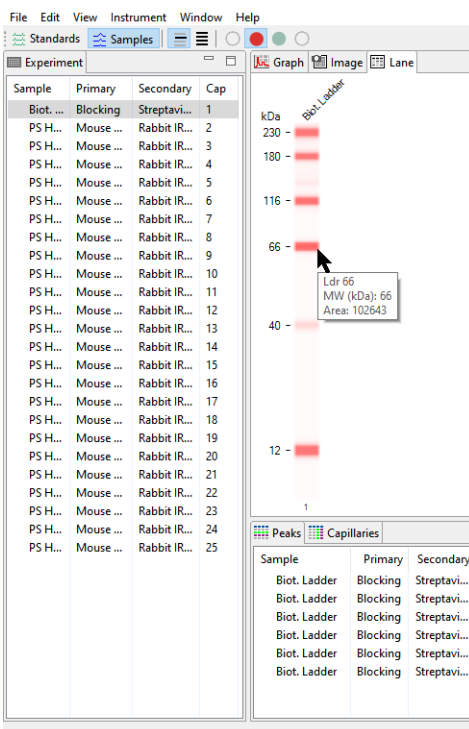 File Edit View Instrument Window Help
Standards Samples
Experiment
Sample Primary Secondary Cap
Biot. ... Blocking Streptavi... 1
PS H... Mouse ... Rabbit IR... 2
PS H... Mouse ... Rabbit IR... 3
PS H... Mouse ... Rabbit IR... 4
PS H... Mouse ... Rabbit IR... 5
PS H... Mouse ... Rabbit IR... 6
PS H... Mouse ... Rabbit IR... 7
PS H... Mouse ... Rabbit IR... 8
PS H... Mouse ... Rabbit IR... 9
PS H... Mouse ... Rabbit IR... 10
PS H... Mouse ... Rabbit IR... 11
PS H... Mouse ... Rabbit IR... 12
PS H... Mouse ... Rabbit IR... 13
PS H... Mouse ... Rabbit IR... 14
PS H... Mouse ... Rabbit IR... 15
PS H... Mouse ... Rabbit IR... 16
PS H... Mouse ... Rabbit IR... 17
PS H... Mouse ... Rabbit IR... 18
PS H... Mouse ... Rabbit IR... 19
PS H... Mouse ... Rabbit IR... 20
PS H... Mouse ... Rabbit IR... 21
PS H... Mouse ... Rabbit IR... 22
PS H... Mouse ... Rabbit IR... 23
PS H... Mouse ... Rabbit IR... 24
PS H... Mouse ... Rabbit IR... 25
Graph Image Lane
Biot. Ladder
kDa
230
180
116
66
Ldr 66
MW (kDa): 66
Area: 102643
40
12
1
Peaks Capillaries
Sample Primary Secondary
Biot. Ladder Blocking Streptavi...
Biot. Ladder Blocking Streptavi...
Biot. Ladder Blocking Streptavi...
Biot. Ladder Blocking Streptavi...
Biot. Ladder Blocking Streptavi...
Biot. Ladder Blocking Streptavi...